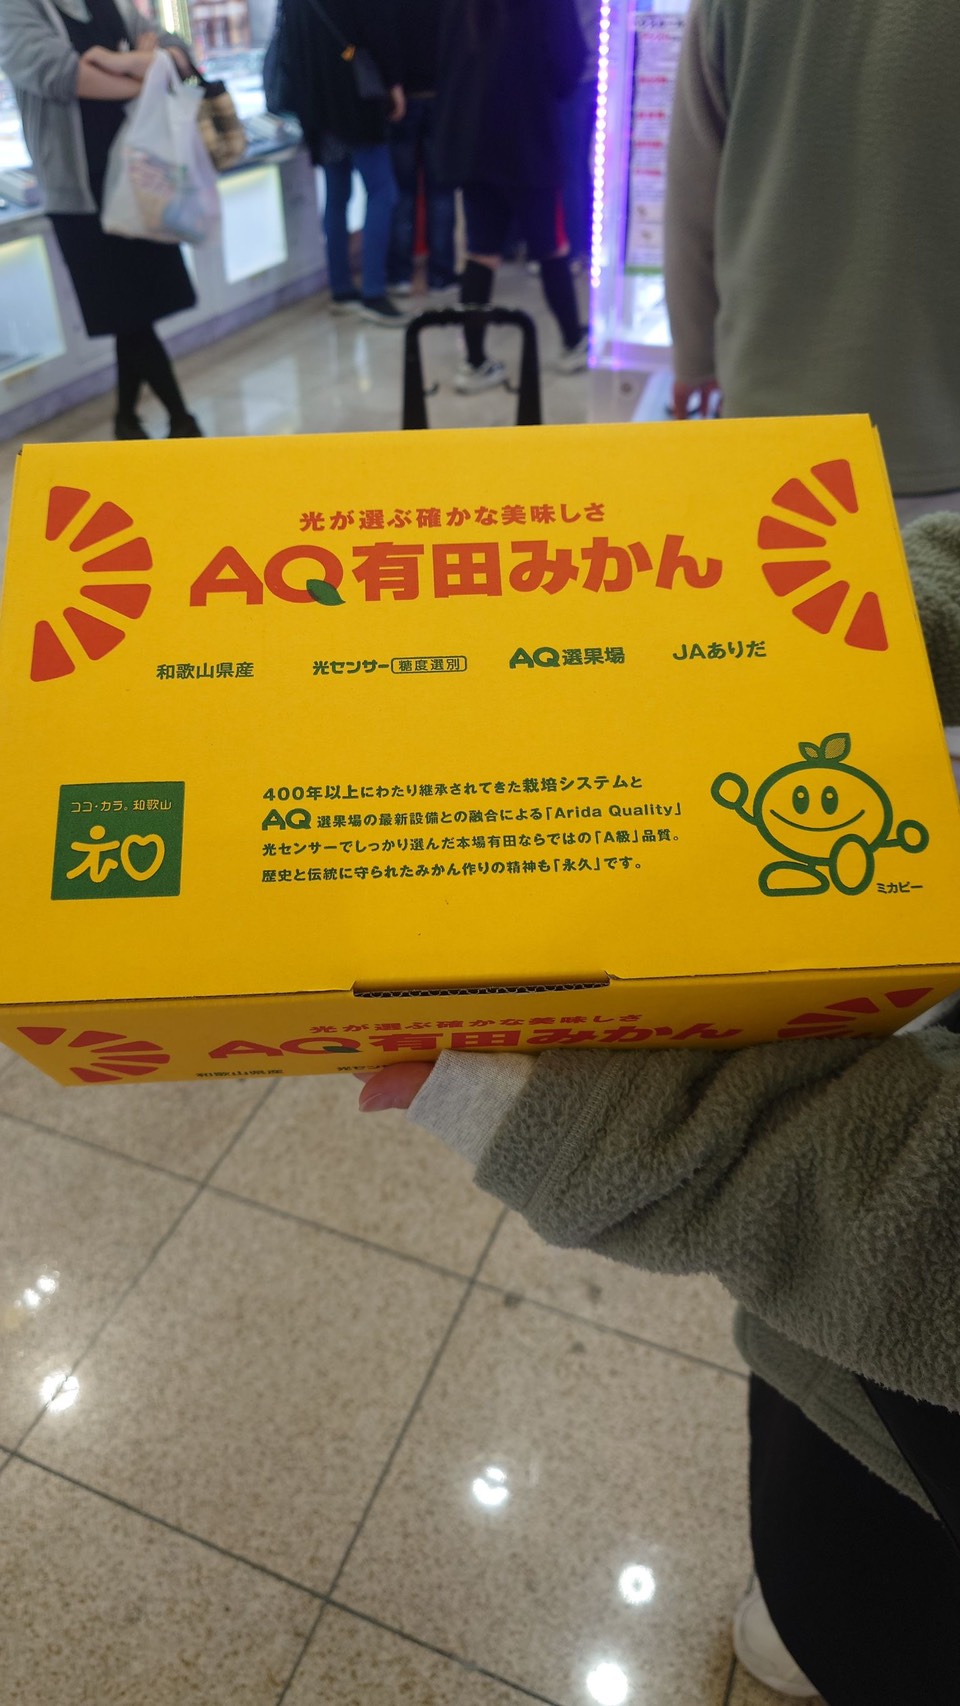 光が選ぶ確かな美味しさ
AQ有田みかん
和歌山県産 光センサー糖度選別 AQ選果場 JAありだ
ココ・カラ。和歌山
和
400年以上にわたり継承されてきた栽培システムと
AQ選果場の最新設備との融合による「Arida Quality」
光センサーでしっかり選んだ本場有田ならではの「A級」品質。
歴史と伝統に守られたみかん作りの精神も「永久」です。
ミカピー
光が選ぶ確かな美味しさ
AQ有田みかん
和歌山県産 光セン